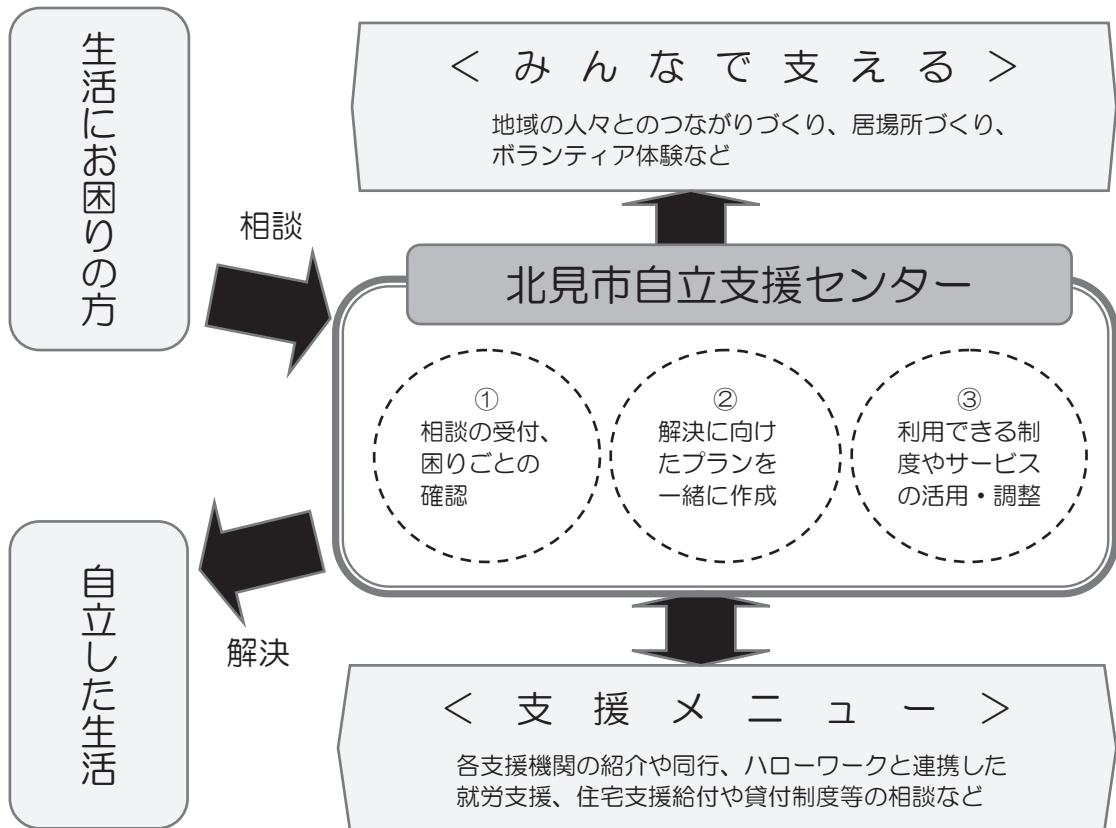 生活にお困りの方
＜みんなで支える＞
地域の人々とのつながりづくり、居場所づくり、
ボランティア体験など
相談
北見市自立支援センター
①
相談の受付、
困りごとの
確認
②
解決に向け
たプランを
一緒に作成
③
利用できる制
度やサービス
の活用・調整
解決
自立した生活
＜支援メニュー＞
各支援機関の紹介や同行、ハローワークと連携した
就労支援、住宅支援給付や貸付制度等の相談など